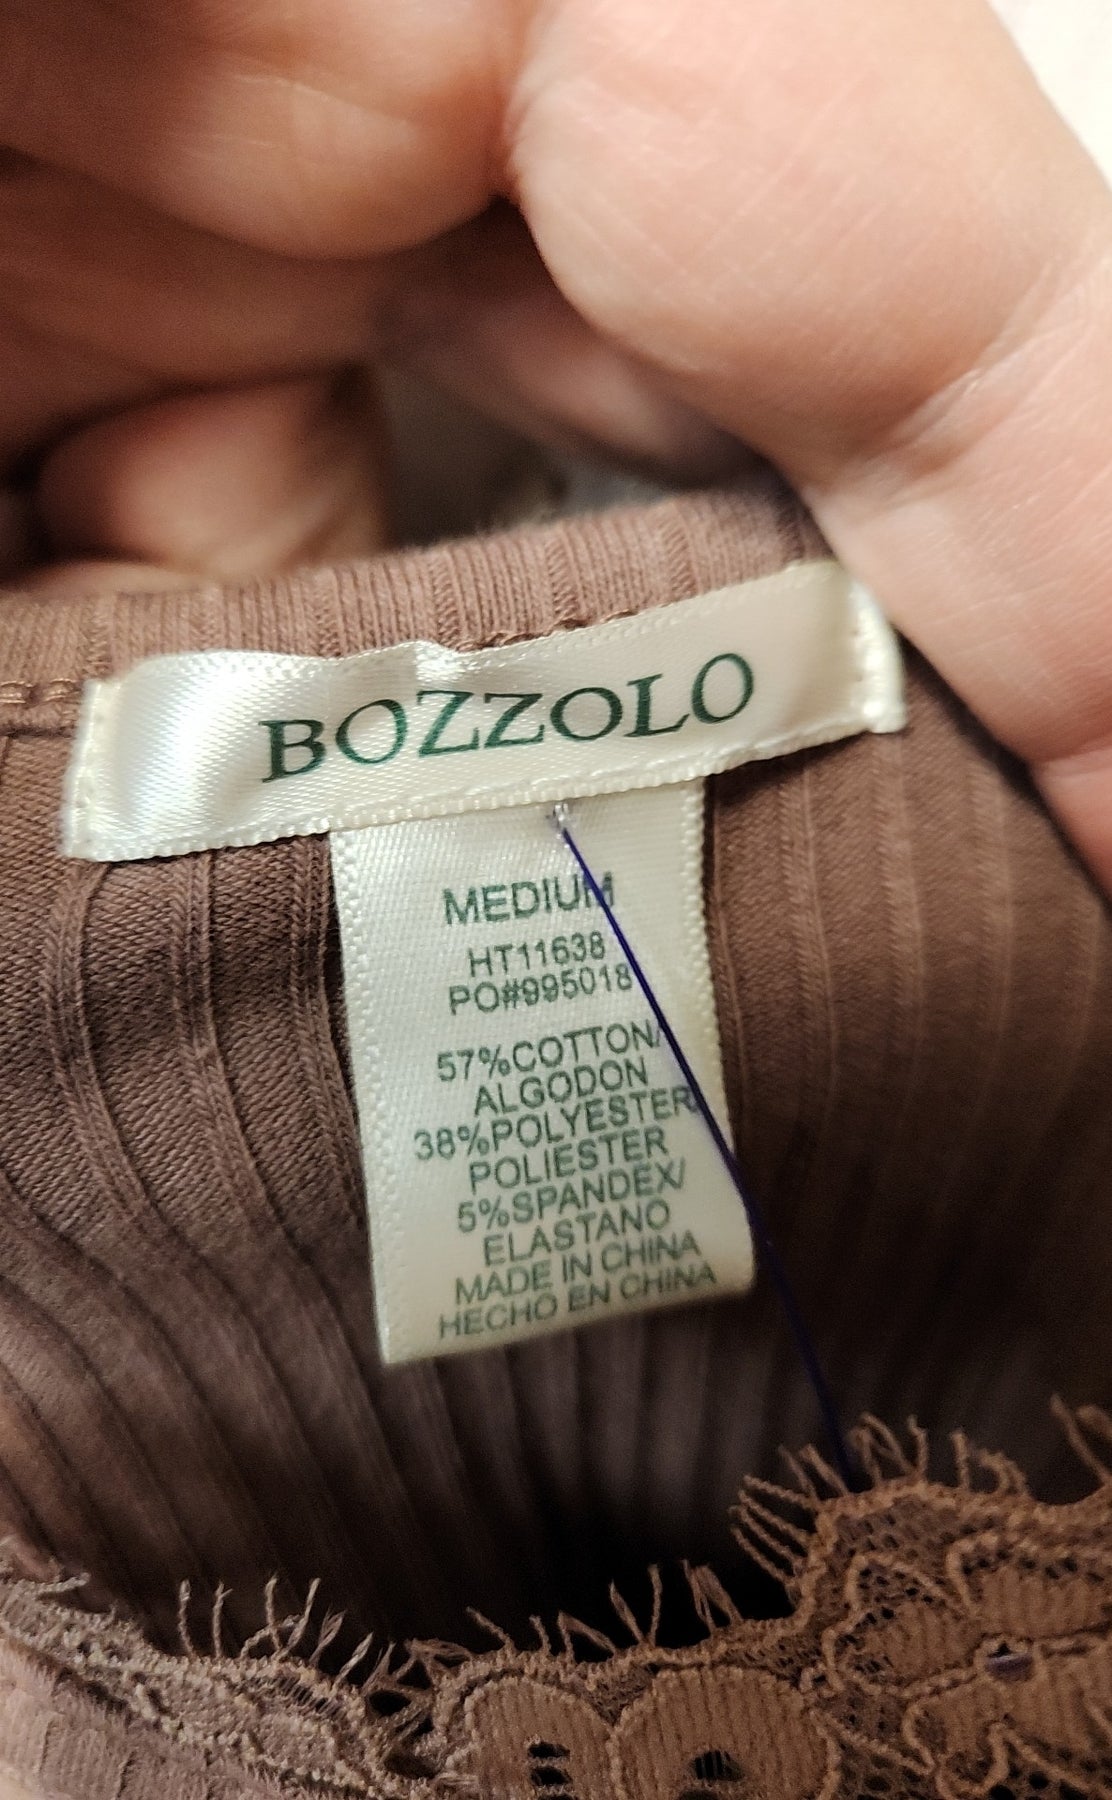 BOZZOLO
MEDIUM
HT11638
PO#995018
57%COTTON/
ALGODON
38%POLYESTER
POLIESTER
5%SPANDEX/
ELASTANO
MADE IN CHINA
HECHO EN CHINA